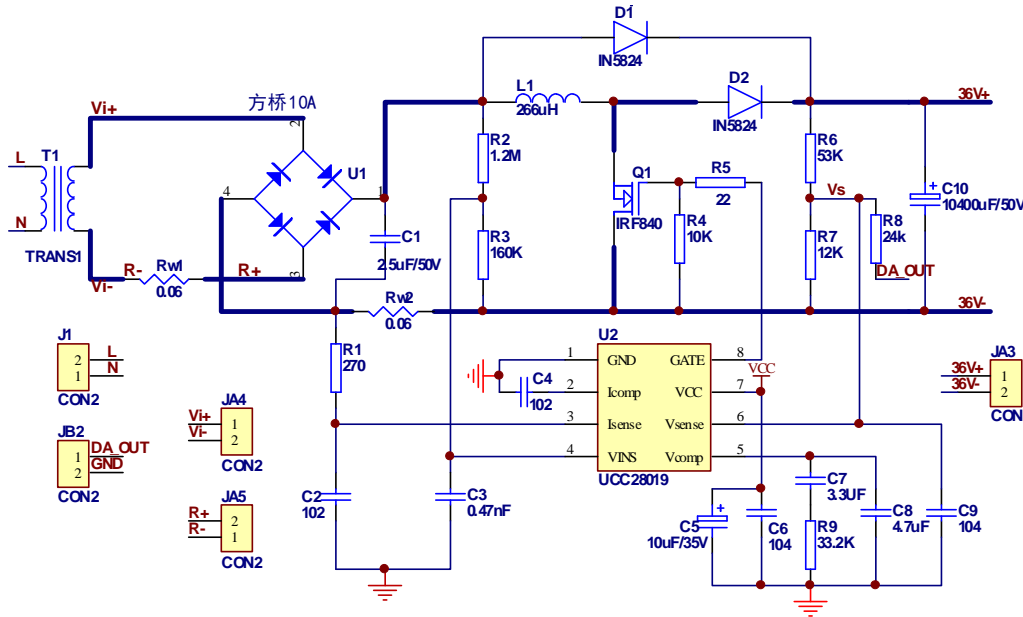 D1
IN5824
方桥10A
Vi+
L1
266uH
D2
IN5824
36V+
2
L
T1
U1
R2
1.2M
R6
53K
Q1
R5
22
4
1
Vs
C10
10400uF/50V
N
IRF840
R4
10K
C1
2.5uF/50V
R3
160K
R7
12K
R8
24k
TRANS1
R-
Rw1
R+
3
DA_OUT
Vi-
0.06
Rw2
0.06
36V-
U2
J1
2
L
1
N
CON2
R1
270
1
GND
GATE
8
C4
102
2
Icomp
VCC
7
VCC
JA3
36V+
1
36V-
2
CON
JA4
Vi+
1
Vi-
2
CON2
3
Isense
Vsense
6
JB2
1
DA_OUT
2
GND
CON2
4
VINS
Vcomp
5
UCC28019
JA5
R+
2
R-
1
CON2
C2
102
C3
0.47nF
C7
3.3UF
C5
10uF/35V
C6
104
R9
33.2K
C8
4.7uF
C9
104